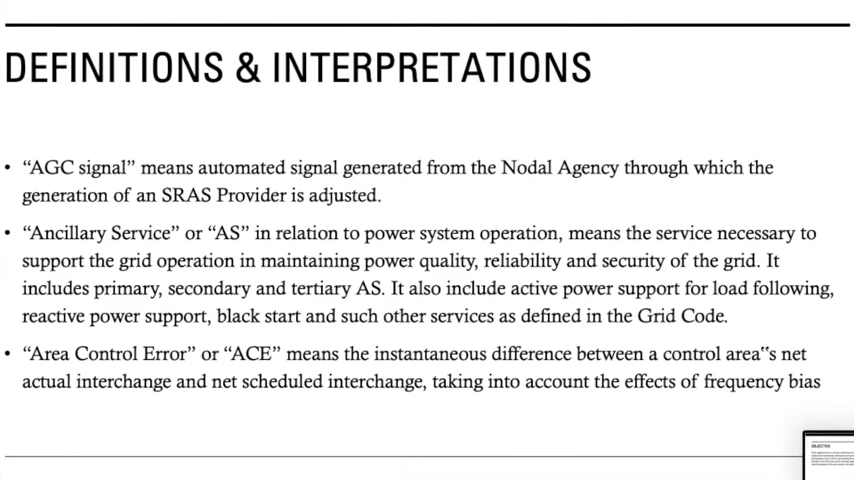 DEFINITIONS & INTERPRETATIONS
• “AGC signal” means automated signal generated from the Nodal Agency through which the
generation of an SRAS Provider is adjusted.
• “Ancillary Service” or “AS” in relation to power system operation, means the service necessary to
support the grid operation in maintaining power quality, reliability and security of the grid. It
includes primary, secondary and tertiary AS. It also include active power support for load following,
reactive power support, black start and such other services as defined in the Grid Code.
• “Area Control Error” or “ACE” means the instantaneous difference between a control area‟s net
actual interchange and net scheduled interchange, taking into account the effects of frequency bias